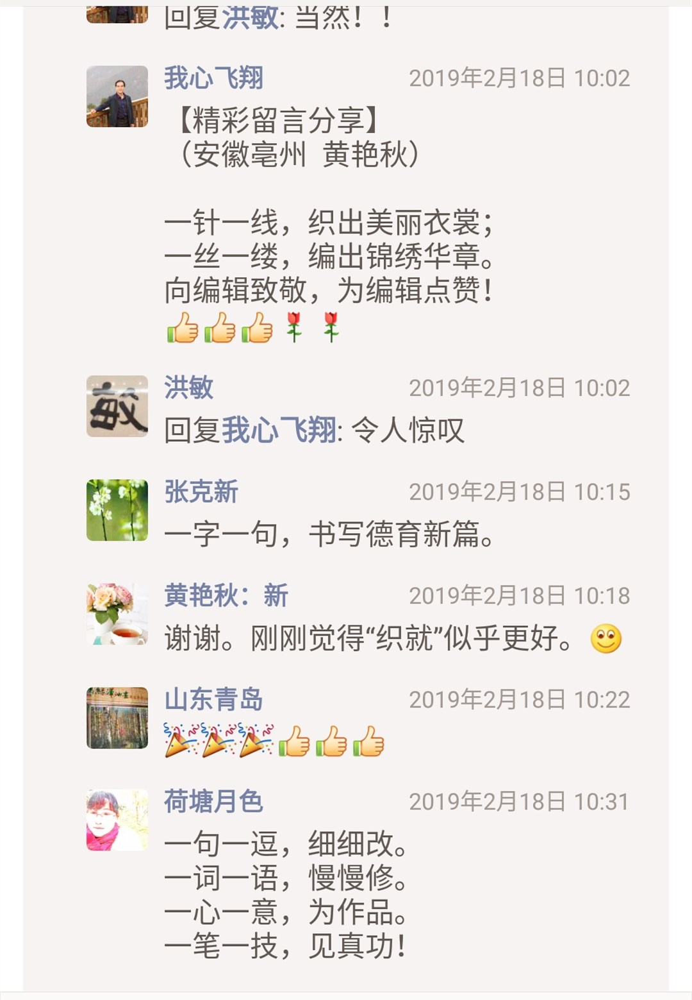 回复洪敏: 当然！！
我心飞翔 2019年2月18日 10:02
【精彩留言分享】
（安徽亳州 黄艳秋）
一针一线，织出美丽衣裳；
一丝一缕，编出锦绣华章。
向编辑致敬，为编辑点赞！
👍👍👍🌹🌹
洪敏 2019年2月18日 10:02
回复我心飞翔: 令人惊叹
张克新 2019年2月18日 10:15
一字一句，书写德育新篇。
黄艳秋：新 2019年2月18日 10:18
谢谢。刚刚觉得“织就”似乎更好。🙂
山东青岛 2019年2月18日 10:22
🎉🎉🎉👍👍👍
荷塘月色 2019年2月18日 10:31
一句一逗，细细改。
一词一语，慢慢修。
一心一意，为作品。
一笔一技，见真功！